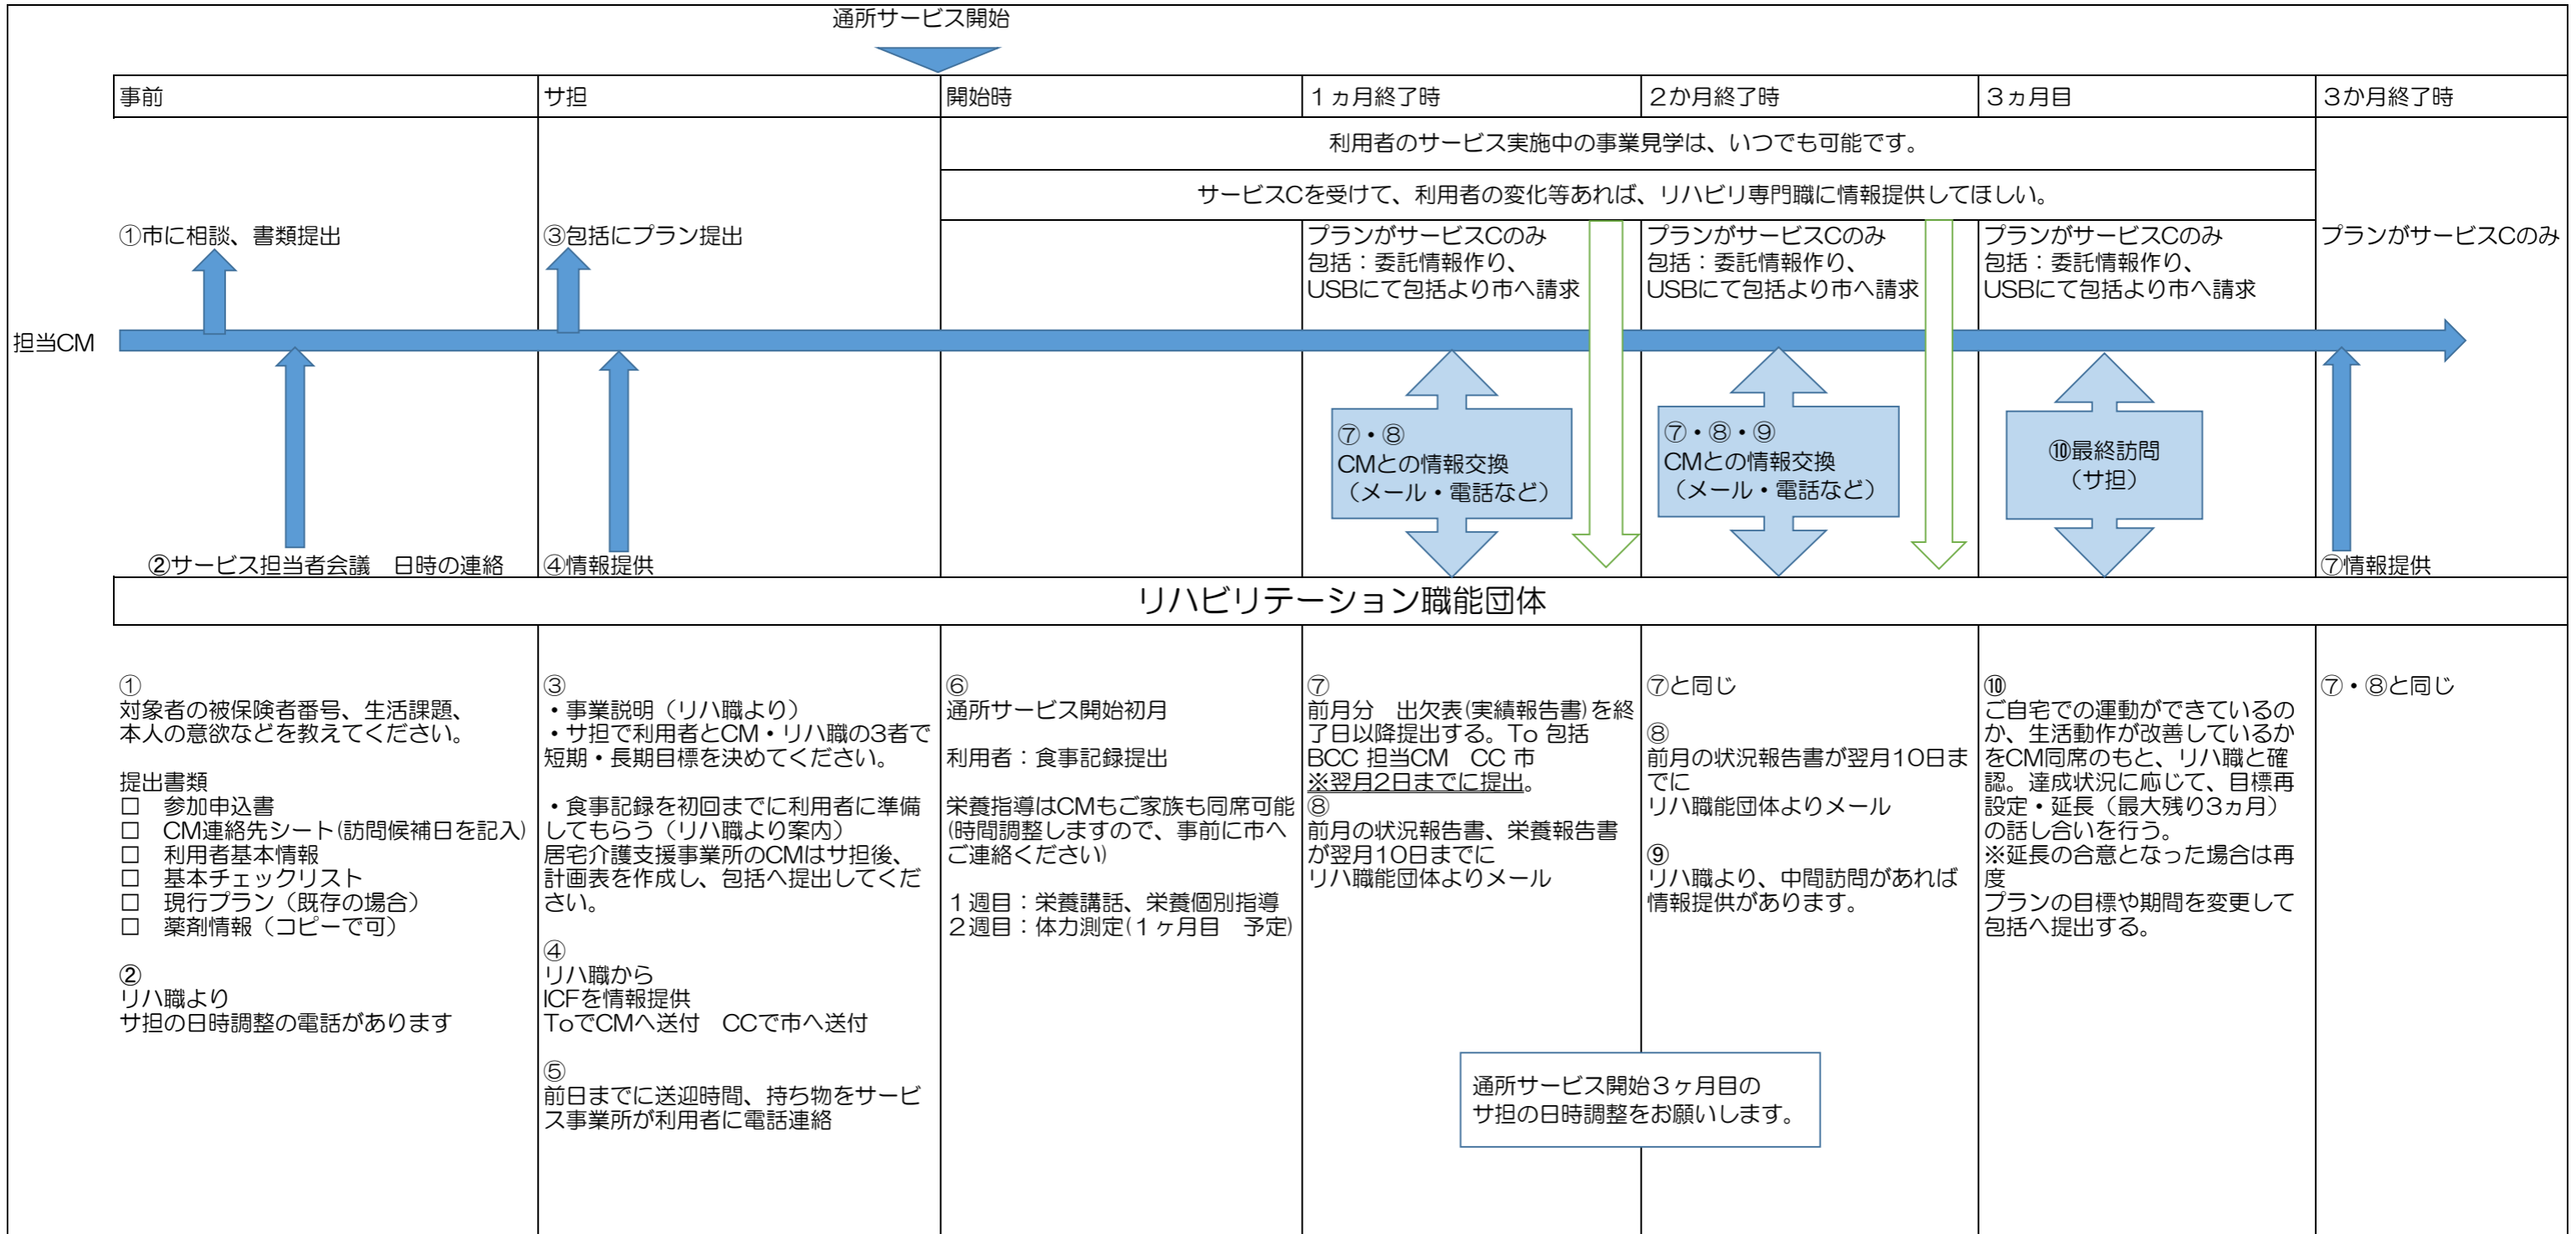 通所サービス開始
事前
サ担
開始時
１ヵ月終了時
２か月終了時
３ヵ月目
３か月終了時
利用者のサービス実施中の事業見学は、いつでも可能です。
サービスCを受けて、利用者の変化等あれば、リハビリ専門職に情報提供してほしい。
①市に相談、書類提出
③包括にプラン提出
プランがサービスCのみ
包括：委託情報作り、
USBにて包括より市へ請求
プランがサービスCのみ
包括：委託情報作り、
USBにて包括より市へ請求
プランがサービスCのみ
包括：委託情報作り、
USBにて包括より市へ請求
プランがサービスCのみ
担当CM
⑦・⑧
CMとの情報交換
（メール・電話など）
⑦・⑧・⑨
CMとの情報交換
（メール・電話など）
⑩最終訪問
（サ担）
②サービス担当者会議　日時の連絡
④情報提供
⑦情報提供
リハビリテーション職能団体
①
対象者の被保険者番号、生活課題、
本人の意欲などを教えてください。
提出書類
□　参加申込書
□　CM連絡先シート(訪問候補日を記入)
□　利用者基本情報
□　基本チェックリスト
□　現行プラン（既存の場合）
□　薬剤情報（コピーで可）
②
リハ職より
サ担の日時調整の電話があります
③
・事業説明（リハ職より）
・サ担で利用者とCM・リハ職の3者で
短期・長期目標を決めてください。
・食事記録を初回までに利用者に準備
してもらう（リハ職より案内）
居宅介護支援事業所のCMはサ担後、
計画表を作成し、包括へ提出してくだ
さい。
④
リハ職から
ICFを情報提供
ToでCMへ送付　CCで市へ送付
⑤
前日までに送迎時間、持ち物をサービ
ス事業所が利用者に電話連絡
⑥
通所サービス開始初月
利用者：食事記録提出
栄養指導はCMもご家族も同席可能
(時間調整しますので、事前に市へ
ご連絡ください)
１週目：栄養講話、栄養個別指導
２週目：体力測定(１ヶ月目　予定)
⑦
前月分　出欠表(実績報告書)を終
了日以降提出する。To 包括
BCC 担当CM　CC 市
※翌月2日までに提出。
⑧
前月の状況報告書、栄養報告書
が翌月10日までに
リハ職能団体よりメール
⑦と同じ
⑧
前月の状況報告書が翌月10日ま
でに
リハ職能団体よりメール
⑨
リハ職より、中間訪問があれば
情報提供があります。
⑩
ご自宅での運動ができているの
か、生活動作が改善しているか
をCM同席のもと、リハ職と確
認。達成状況に応じて、目標再
設定・延長（最大残り3ヵ月）
の話し合いを行う。
※延長の合意となった場合は再
度
プランの目標や期間を変更して
包括へ提出する。
⑦・⑧と同じ
通所サービス開始３ヶ月目の
サ担の日時調整をお願いします。